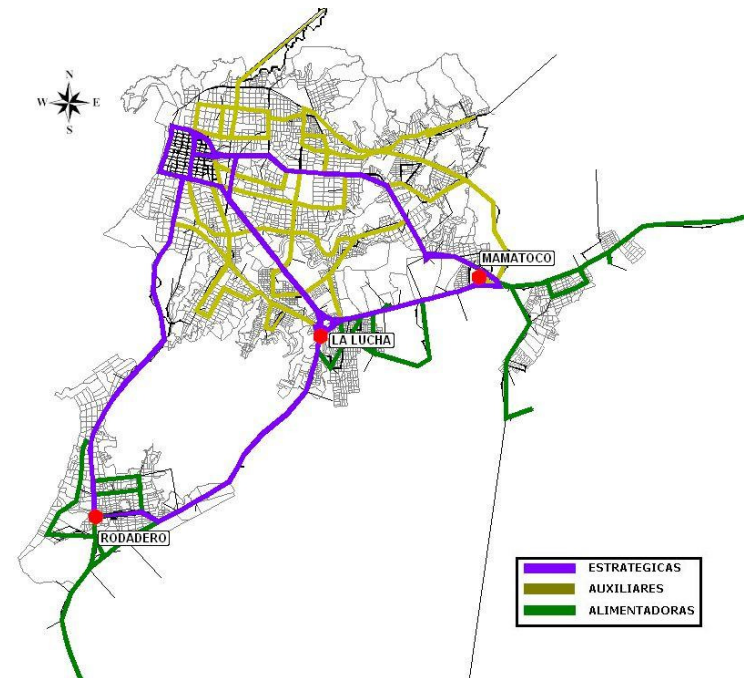 N
W E
S
MAMATOCO
LA LUCHA
RODADERO
ESTRATEGICAS
AUXILIARES
ALIMENTADORAS